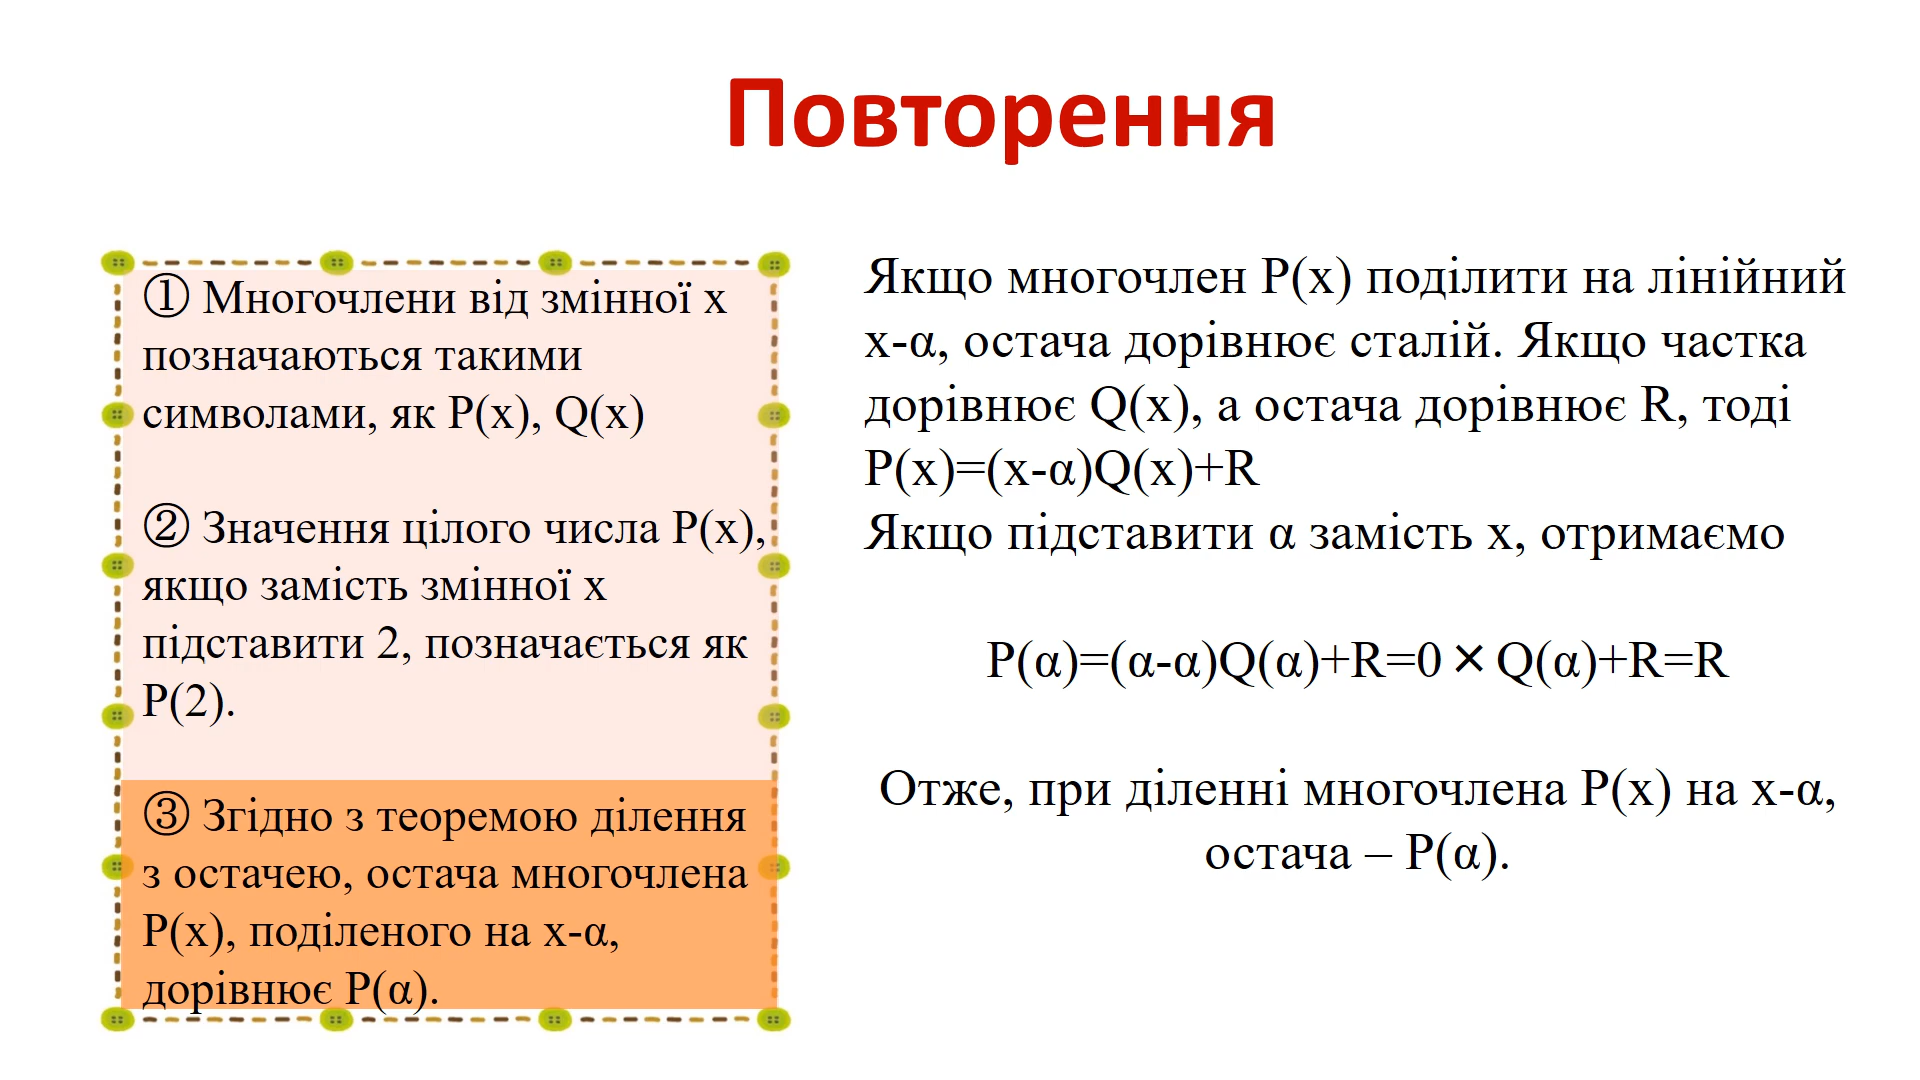 Повторення
① Многочлени від змінної x
позначаються такими
символами, як P(x), Q(x)
② Значення цілого числа P(x),
якщо замість змінної x
підставити 2, позначається як
P(2).
③ Згідно з теоремою ділення
з остачею, остача многочлена
P(x), поділеного на x-α,
дорівнює P(α).
Якщо многочлен P(x) поділити на лінійний
x-α, остача дорівнює сталій. Якщо частка
дорівнює Q(x), а остача дорівнює R, тоді
P(x)=(x-α)Q(x)+R
Якщо підставити α замість x, отримаємо
P(α)=(α-α)Q(α)+R=0×Q(α)+R=R
Отже, при діленні многочлена P(x) на x-α,
остача – P(α).